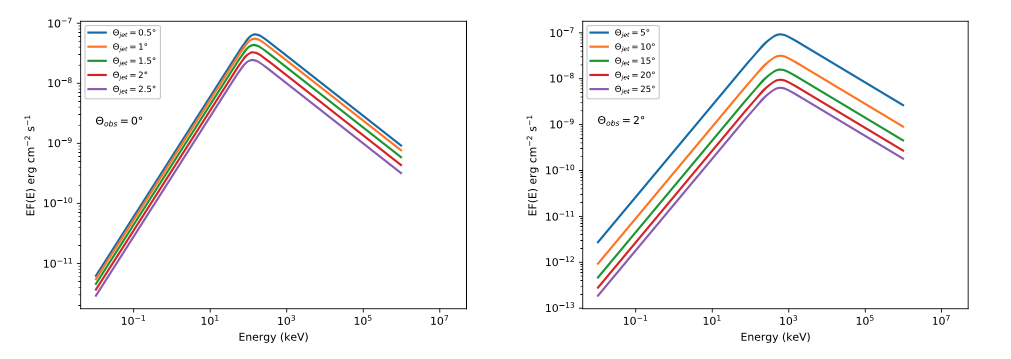 10⁻⁷
10⁻⁸
10⁻⁹
10⁻¹⁰
10⁻¹¹
EF(E) erg cm⁻² s⁻¹
Θjet = 0.5°
Θjet = 1°
Θjet = 1.5°
Θjet = 2°
Θjet = 2.5°
Θobs = 0°
10⁻¹ 10¹ 10³ 10⁵ 10⁷
Energy (keV)
10⁻⁷
10⁻⁸
10⁻⁹
10⁻¹⁰
10⁻¹¹
10⁻¹²
10⁻¹³
EF(E) erg cm⁻² s⁻¹
Θjet = 5°
Θjet = 10°
Θjet = 15°
Θjet = 20°
Θjet = 25°
Θobs = 2°
10⁻¹ 10¹ 10³ 10⁵ 10⁷
Energy (keV)